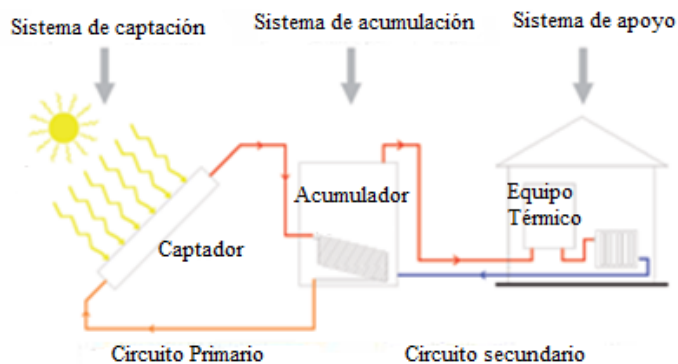 Sistema de captación
Sistema de acumulación
Sistema de apoyo
Acumulador
Equipo
Térmico
Captador
Circuito Primario
Circuito secundario